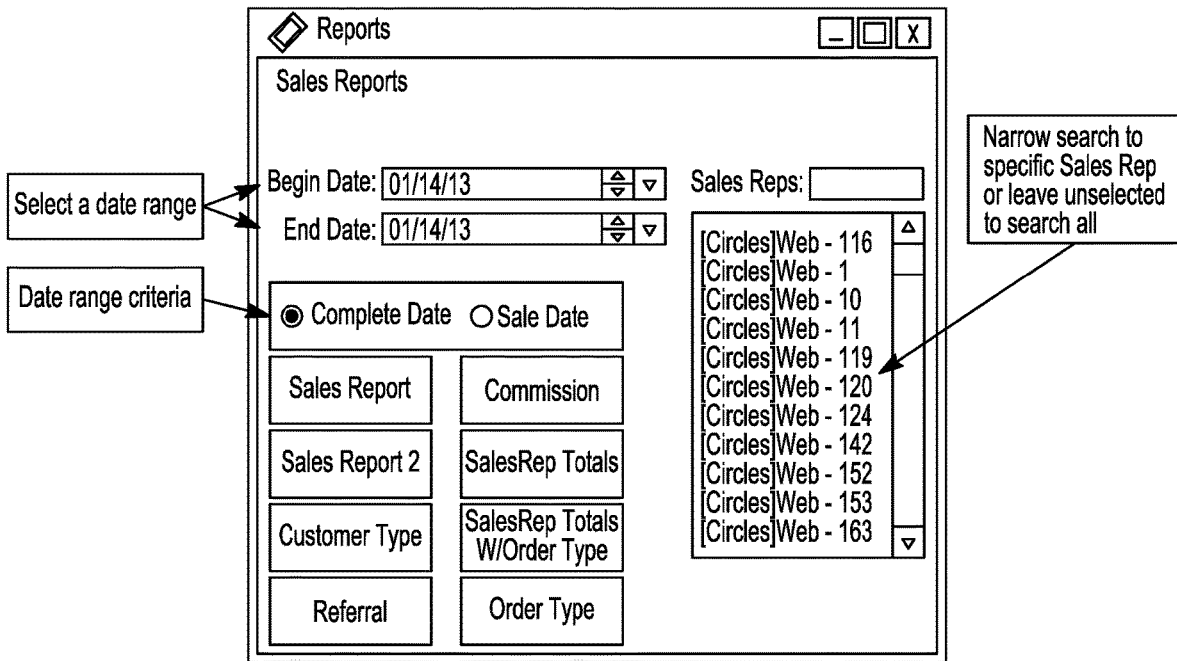 Reports
X
Sales Reports
Select a date range
Begin Date: 01/14/13
End Date: 01/14/13
Sales Reps:
Narrow search to
specific Sales Rep
or leave unselected
to search all
Date range criteria
Complete Date Sale Date
Sales Report
Commission
Sales Report 2
SalesRep Totals
Customer Type
SalesRep Totals
W/Order Type
Referral
Order Type
[Circles]Web - 116
[Circles]Web - 1
[Circles]Web - 10
[Circles]Web - 11
[Circles]Web - 119
[Circles]Web - 120
[Circles]Web - 124
[Circles]Web - 142
[Circles]Web - 152
[Circles]Web - 153
[Circles]Web - 163